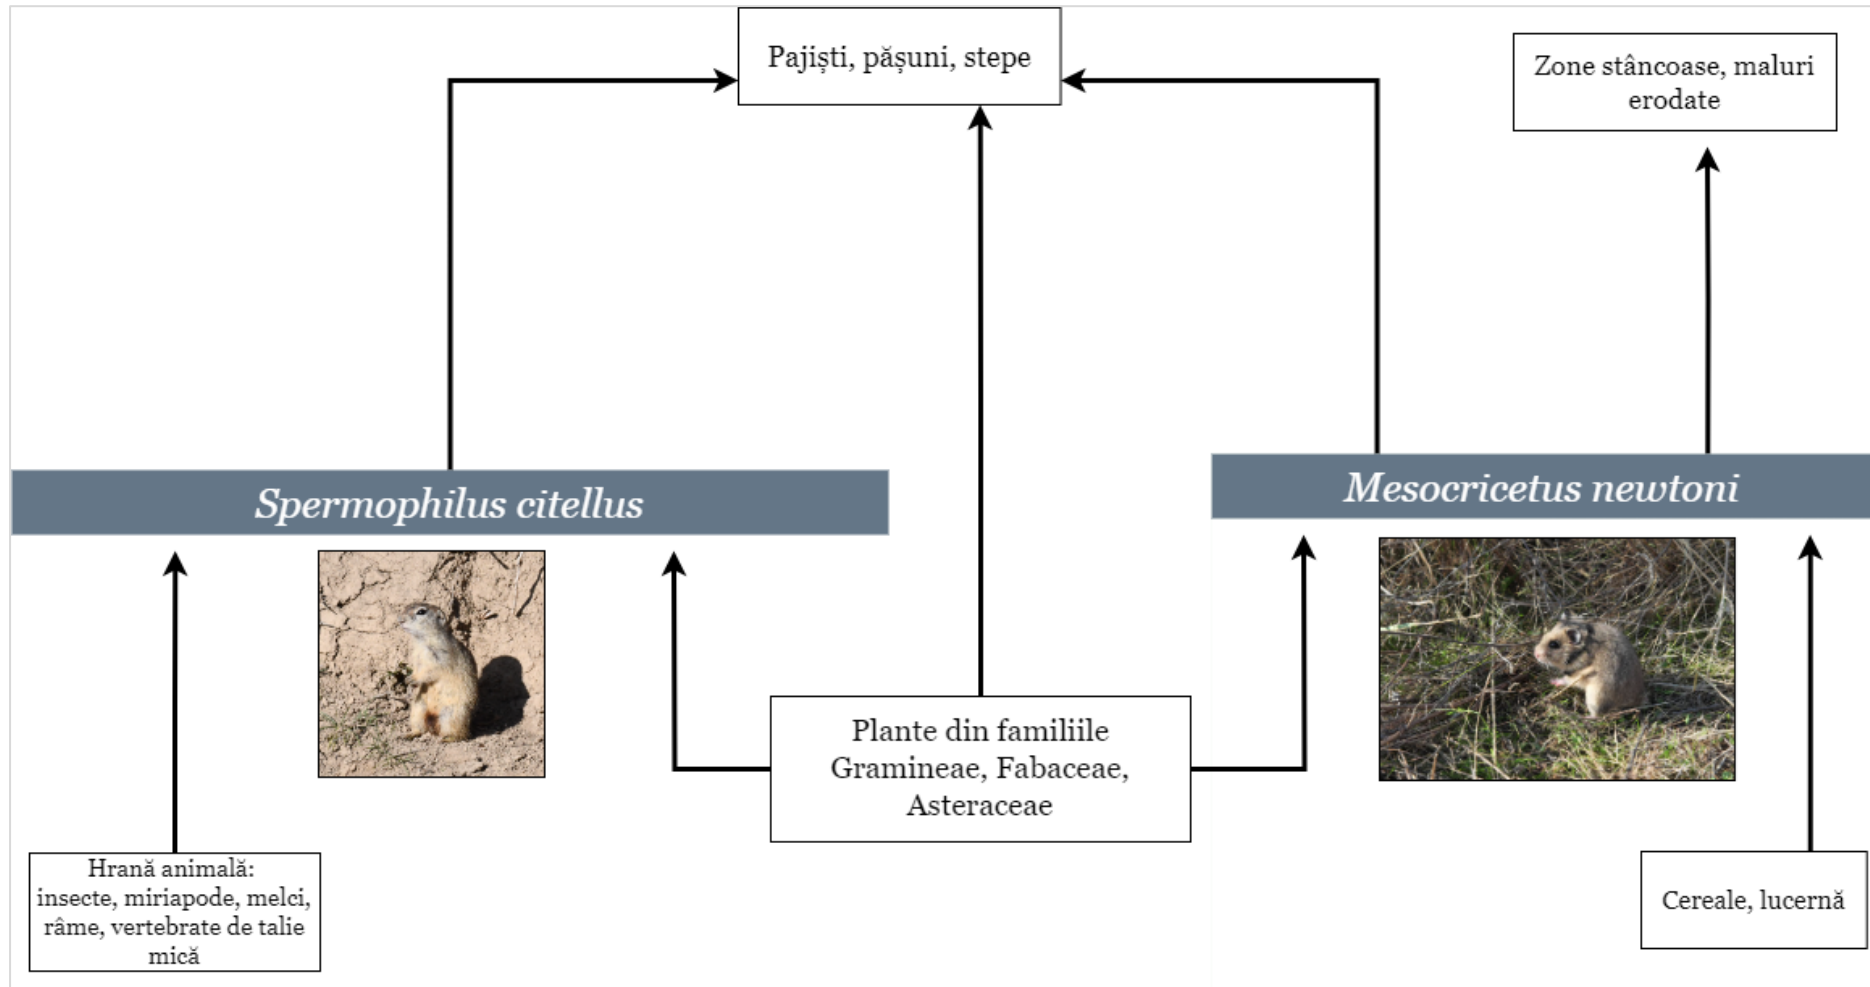 Pajiști, pășuni, stepe
Zone stâncoase, maluri
erodate
Spermophilus citellus
Mesocricetus newtoni
Plante din familiile
Gramineae, Fabaceae,
Asteraceae
Hrană animală:
insecte, miriapode, melci,
râme, vertebrate de talie
mică
Cereale, lucernă